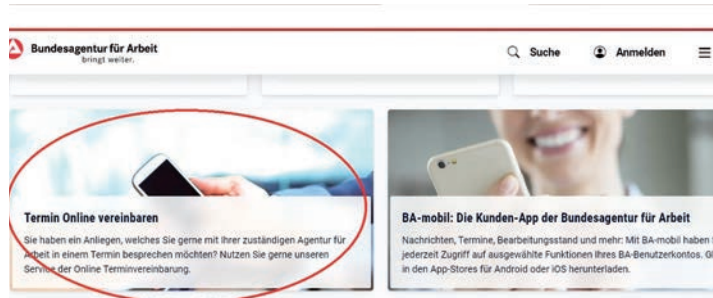 Bundesagentur für Arbeit
bringt weiter.
Suche
Anmelden
Termin Online vereinbaren
Sie haben ein Anliegen, welches Sie gerne mit Ihrer zuständigen Agentur für
Arbeit in einem Termin besprechen möchten? Nutzen Sie gerne unseren
Service der Online Terminvereinbarung.
BA-mobil: Die Kunden-App der Bundesagentur für Arbeit
Nachrichten, Termine, Bearbeitungsstand und mehr: Mit BA-mobil haben
jederzeit Zugriff auf ausgewählte Funktionen Ihres BA-Benutzerkontos.
in den App-Stores für Android oder iOS herunterladen.